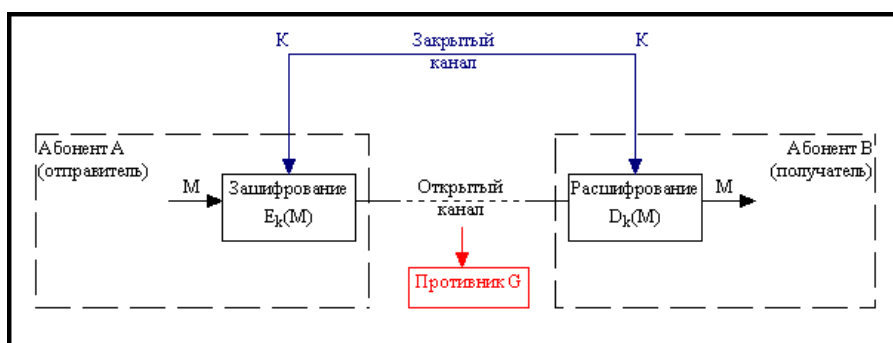 K
Закрытый
канал
K
Абонент А
(отправитель)
M
Зашифрование
Ek(M)
Открытый
канал
Противник G
Абонент В
(получатель)
Расшифрование
Dk(M)
M